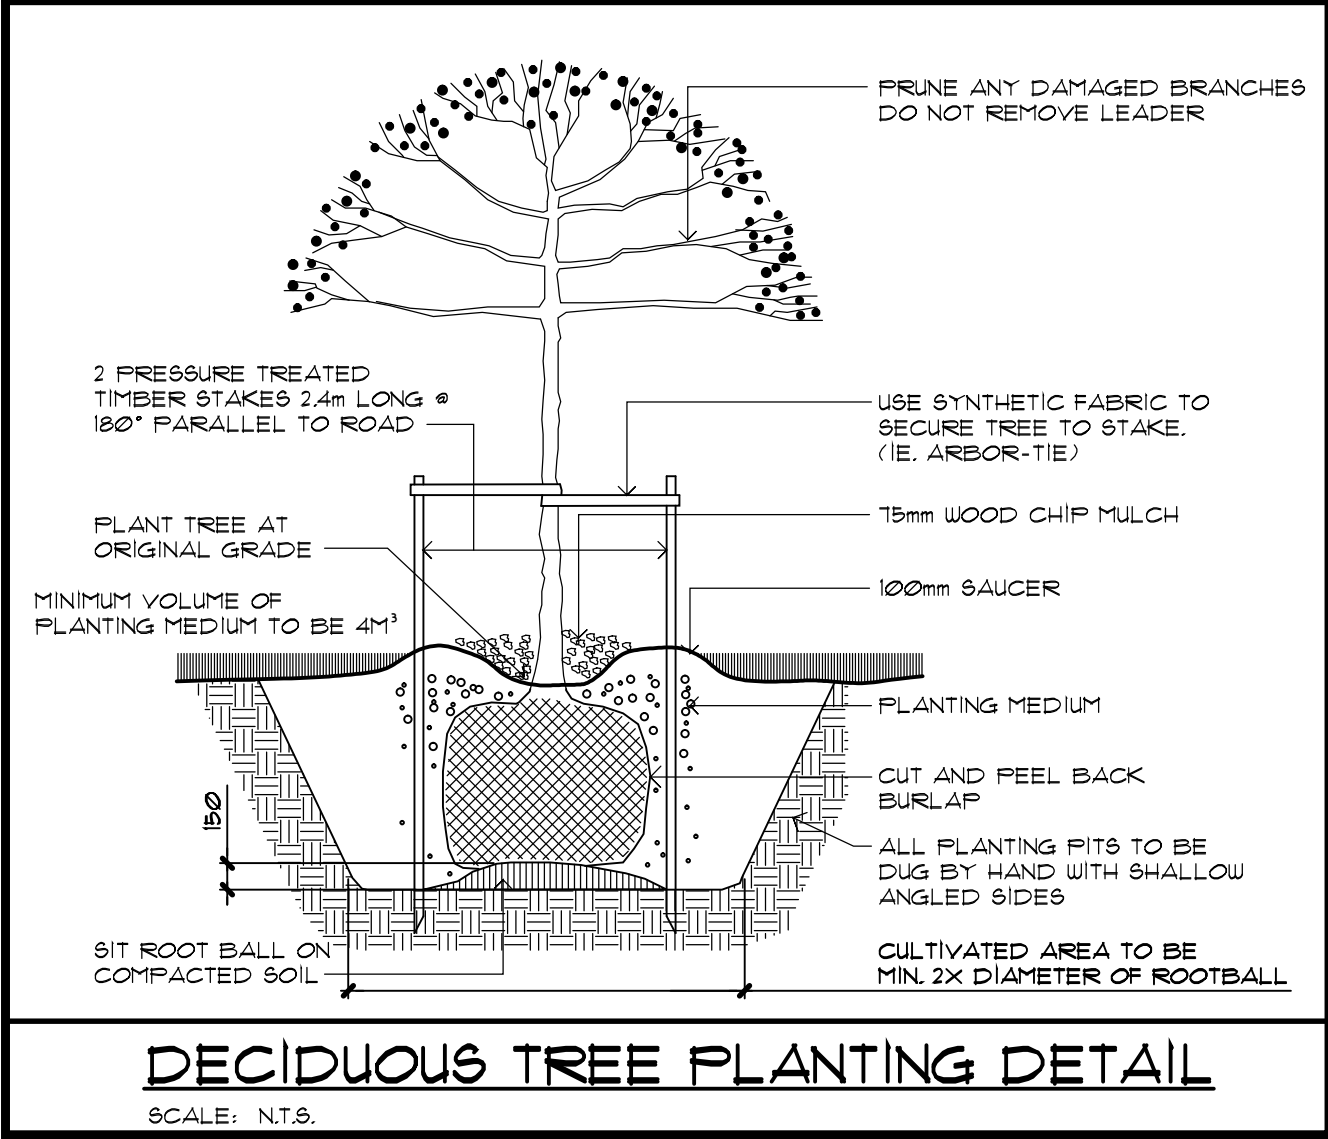 PRUNE ANY DAMAGED BRANCHES
DO NOT REMOVE LEADER
2 PRESSURE TREATED
TIMBER STAKES 2.4m LONG @
180° PARALLEL TO ROAD
USE SYNTHETIC FABRIC TO
SECURE TREE TO STAKE.
(IE. ARBOR-TIE)
PLANT TREE AT
ORIGINAL GRADE
75mm WOOD CHIP MULCH
100mm SAUCER
MINIMUM VOLUME OF
PLANTING MEDIUM TO BE 4M³
PLANTING MEDIUM
CUT AND PEEL BACK
BURLAP
150
ALL PLANTING PITS TO BE
DUG BY HAND WITH SHALLOW
ANGLED SIDES
SIT ROOT BALL ON
COMPACTED SOIL
CULTIVATED AREA TO BE
MIN. 2X DIAMETER OF ROOTBALL
DECIDUOUS TREE PLANTING DETAIL
SCALE: N.T.S.